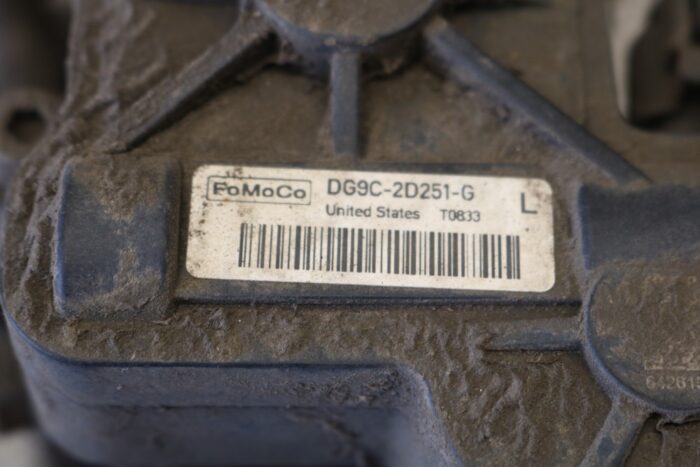 FoMoCo DG9C-2D251-G
United States T0833 L